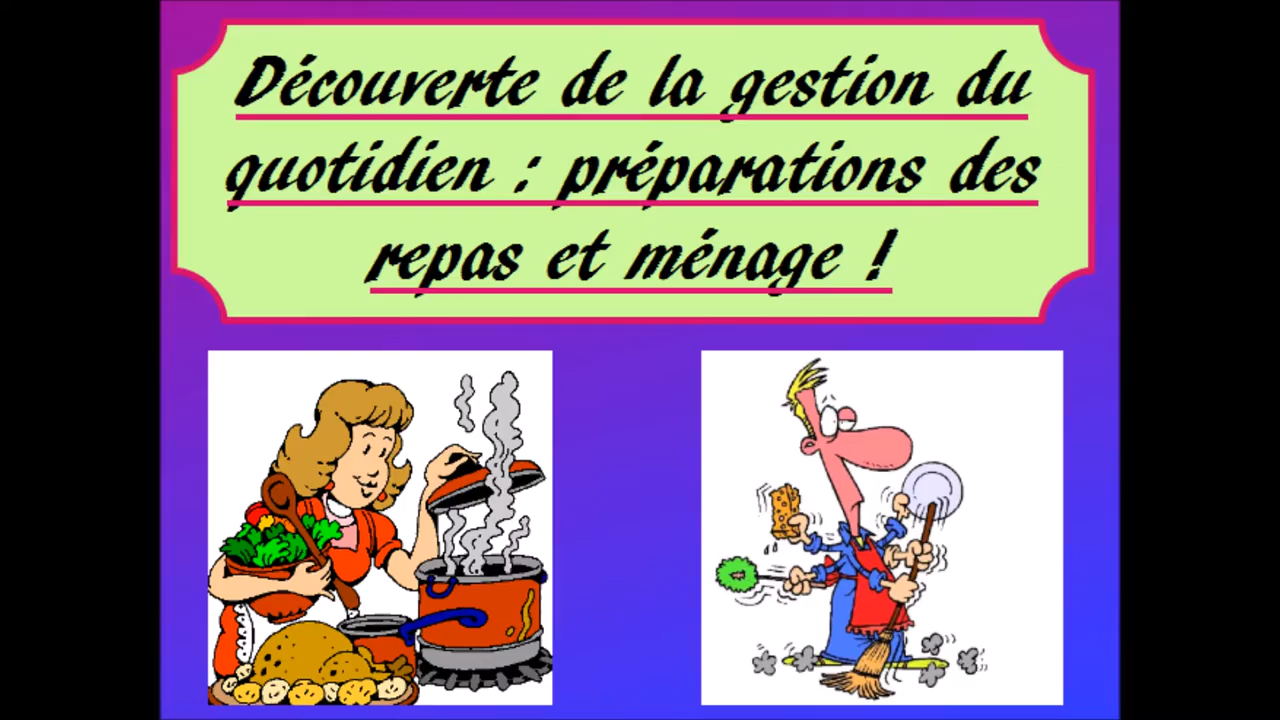 Découverte de la gestion du
quotidien : préparations des
repas et ménage !